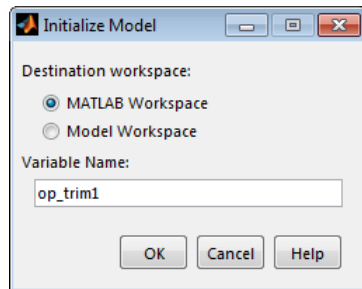 Initialize Model
Destination workspace:
MATLAB Workspace
Model Workspace
Variable Name:
op_trim1
OK Cancel Help